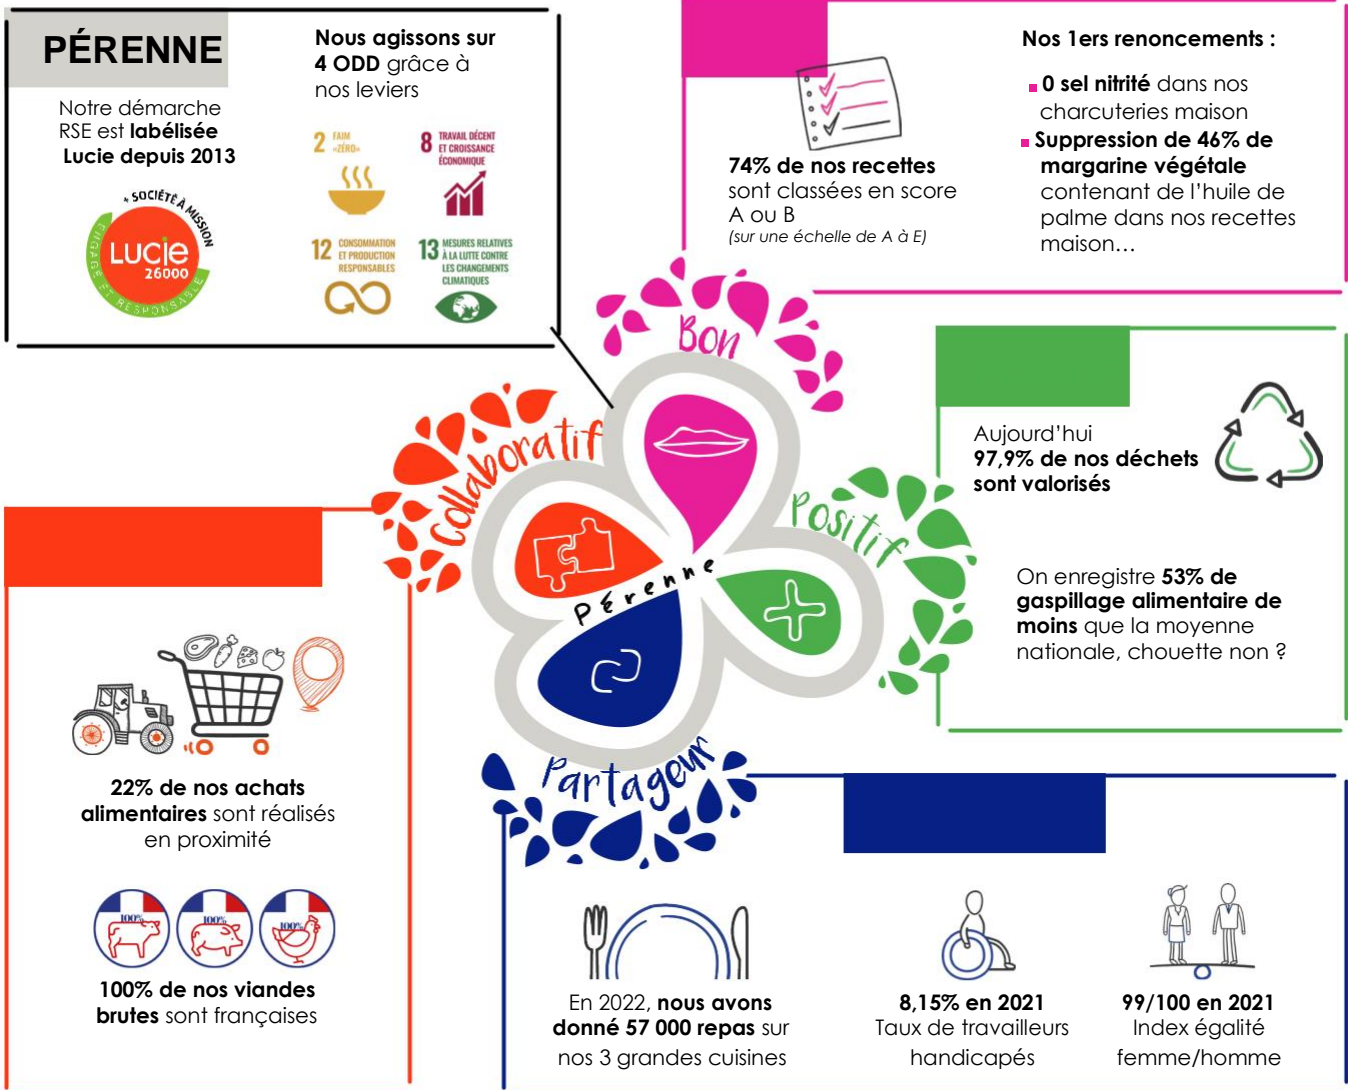 PÉRENNE
Notre démarche
RSE est labélisée
Lucie depuis 2013
+ SOCIÉTÉ À MISSION
LUCIE
26000
ENGAGÉ ET RESPONSABLE
Nous agissons sur
4 ODD grâce à
nos leviers
2 FAIM
«ZÉRO»
8 TRAVAIL DÉCENT
ET CROISSANCE
ÉCONOMIQUE
12 CONSOMMATION
ET PRODUCTION
RESPONSABLES
13 MESURES RELATIVES
À LA LUTTE CONTRE
LES CHANGEMENTS
CLIMATIQUES
74% de nos recettes
sont classées en score
A ou B
(sur une échelle de A à E)
Nos 1ers renoncements :
0 sel nitrité dans nos
charcuteries maison
Suppression de 46% de
margarine végétale
contenant de l'huile de
palme dans nos recettes
maison…
Bon
Collaboratif
Positif
Pérenne
Partageur
Aujourd'hui
97,9% de nos déchets
sont valorisés
On enregistre 53% de
gaspillage alimentaire de
moins que la moyenne
nationale, chouette non ?
22% de nos achats
alimentaires sont réalisés
en proximité
100%
100%
100%
100% de nos viandes
brutes sont françaises
En 2022, nous avons
donné 57 000 repas sur
nos 3 grandes cuisines
8,15% en 2021
Taux de travailleurs
handicapés
99/100 en 2021
Index égalité
femme/homme